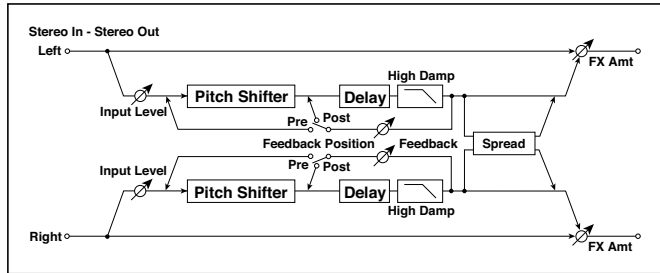 Stereo In - Stereo Out
Left
High Damp
FX Amt
Pitch Shifter
Delay
Input Level
Post
Pre
Feedback Position
Feedback
Spread
Input Level
Pre
Post
Pitch Shifter
Delay
High Damp
Right
FX Amt